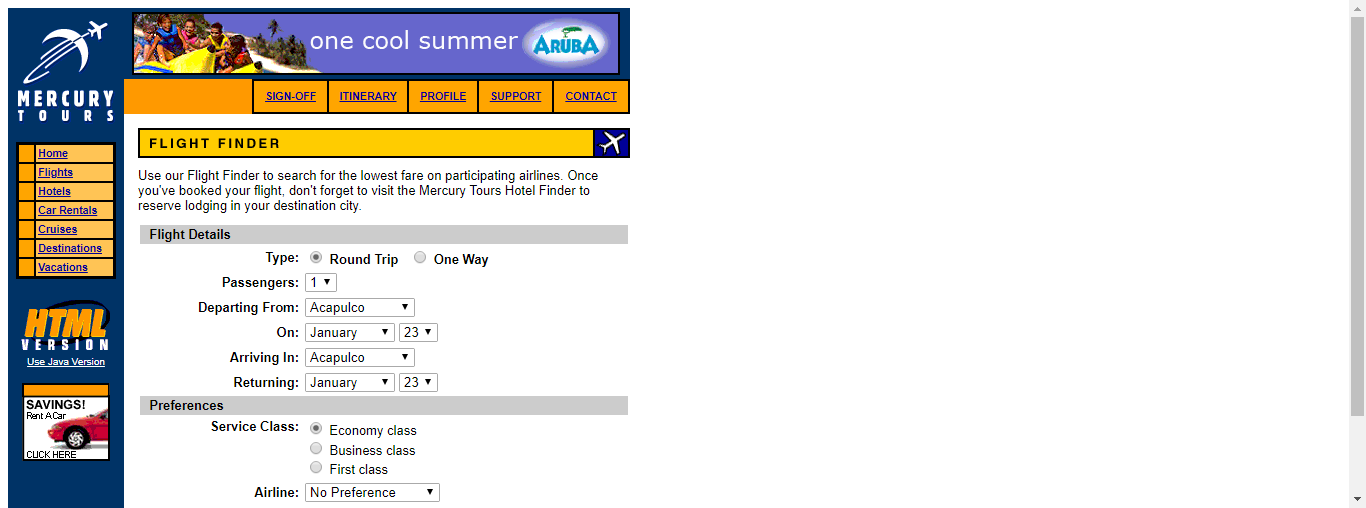 one cool summer ARUBA
MERCURY
TOURS
SIGN-OFF ITINERARY PROFILE SUPPORT CONTACT
Home
Flights
Hotels
Car Rentals
Cruises
Destinations
Vacations
HTML
VERSION
Use Java Version
SAVINGS!
Rent A Car
CLICK HERE
FLIGHT FINDER
Use our Flight Finder to search for the lowest fare on participating airlines. Once
you've booked your flight, don't forget to visit the Mercury Tours Hotel Finder to
reserve lodging in your destination city.
Flight Details
Type: Round Trip One Way
Passengers: 1
Departing From: Acapulco
On: January 23
Arriving In: Acapulco
Returning: January 23
Preferences
Service Class: Economy class
Business class
First class
Airline: No Preference